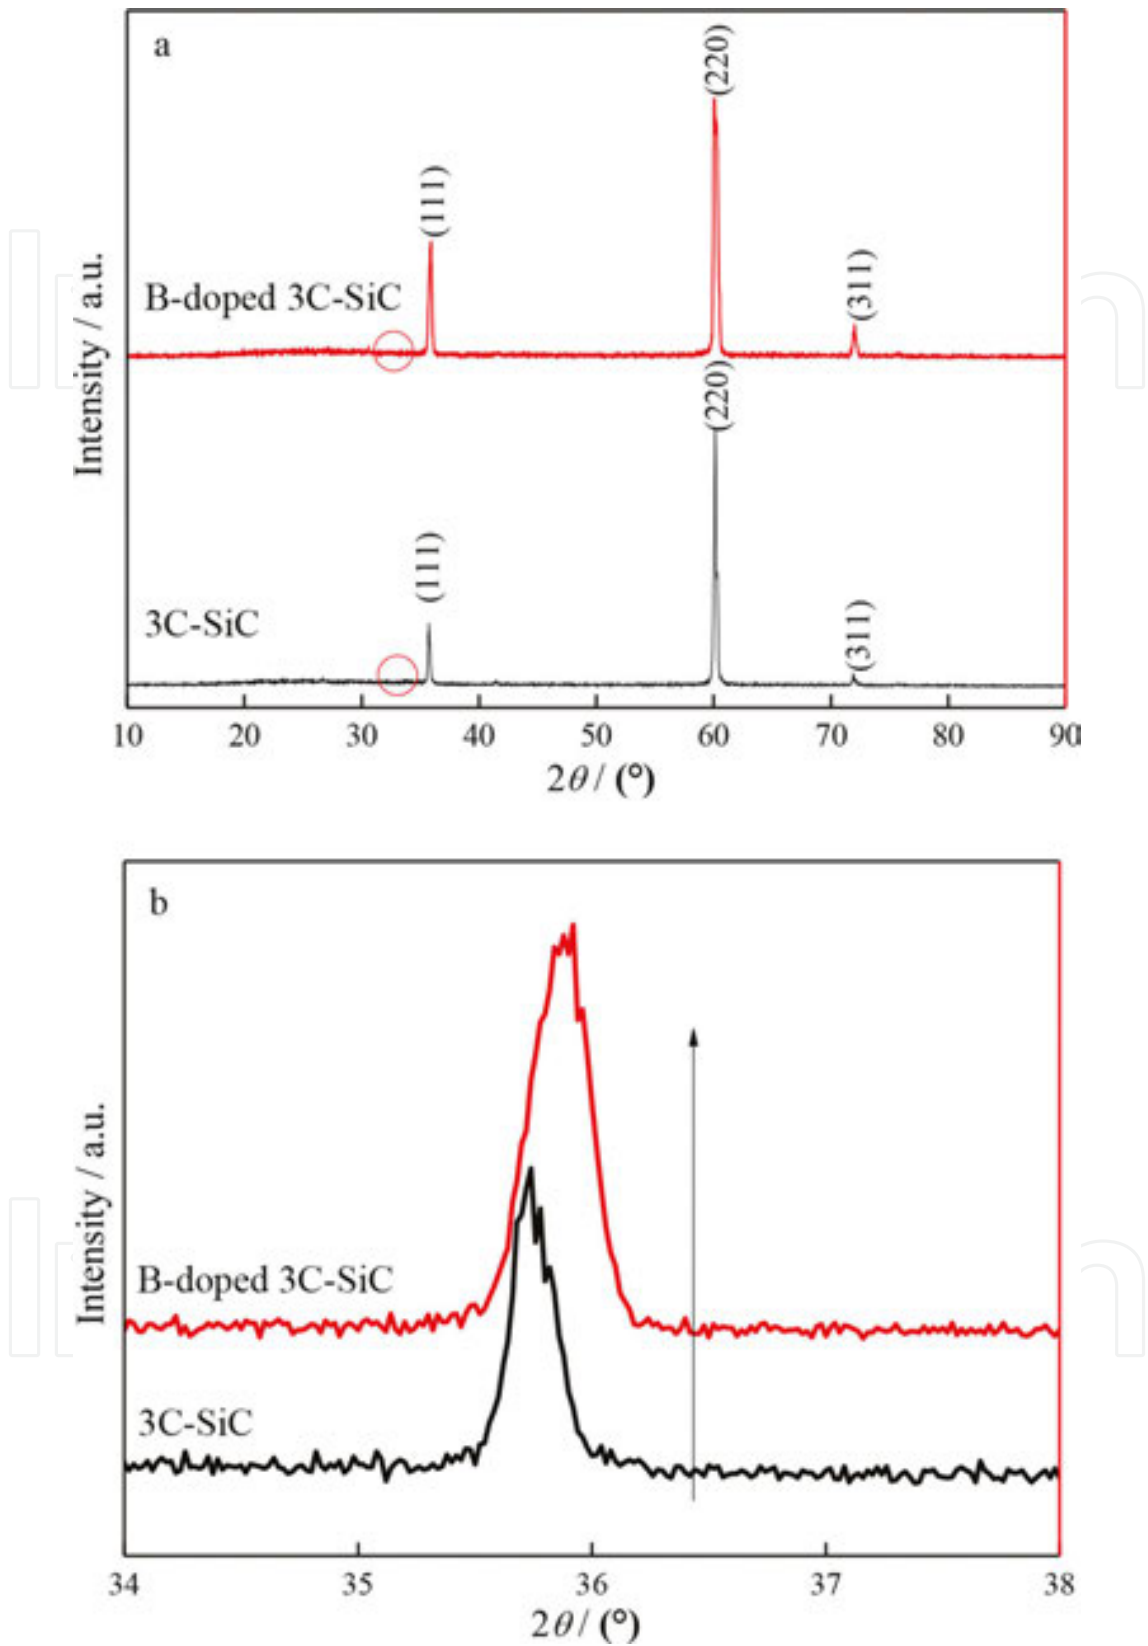 a
(220)
(111)
B-doped 3C-SiC
(311)
(220)
(111)
3C-SiC
(311)
Intensity / a.u.
10 20 30 40 50 60 70 80 90
2θ / (°)
b
B-doped 3C-SiC
3C-SiC
Intensity / a.u.
34 35 36 37 38
2θ / (°)